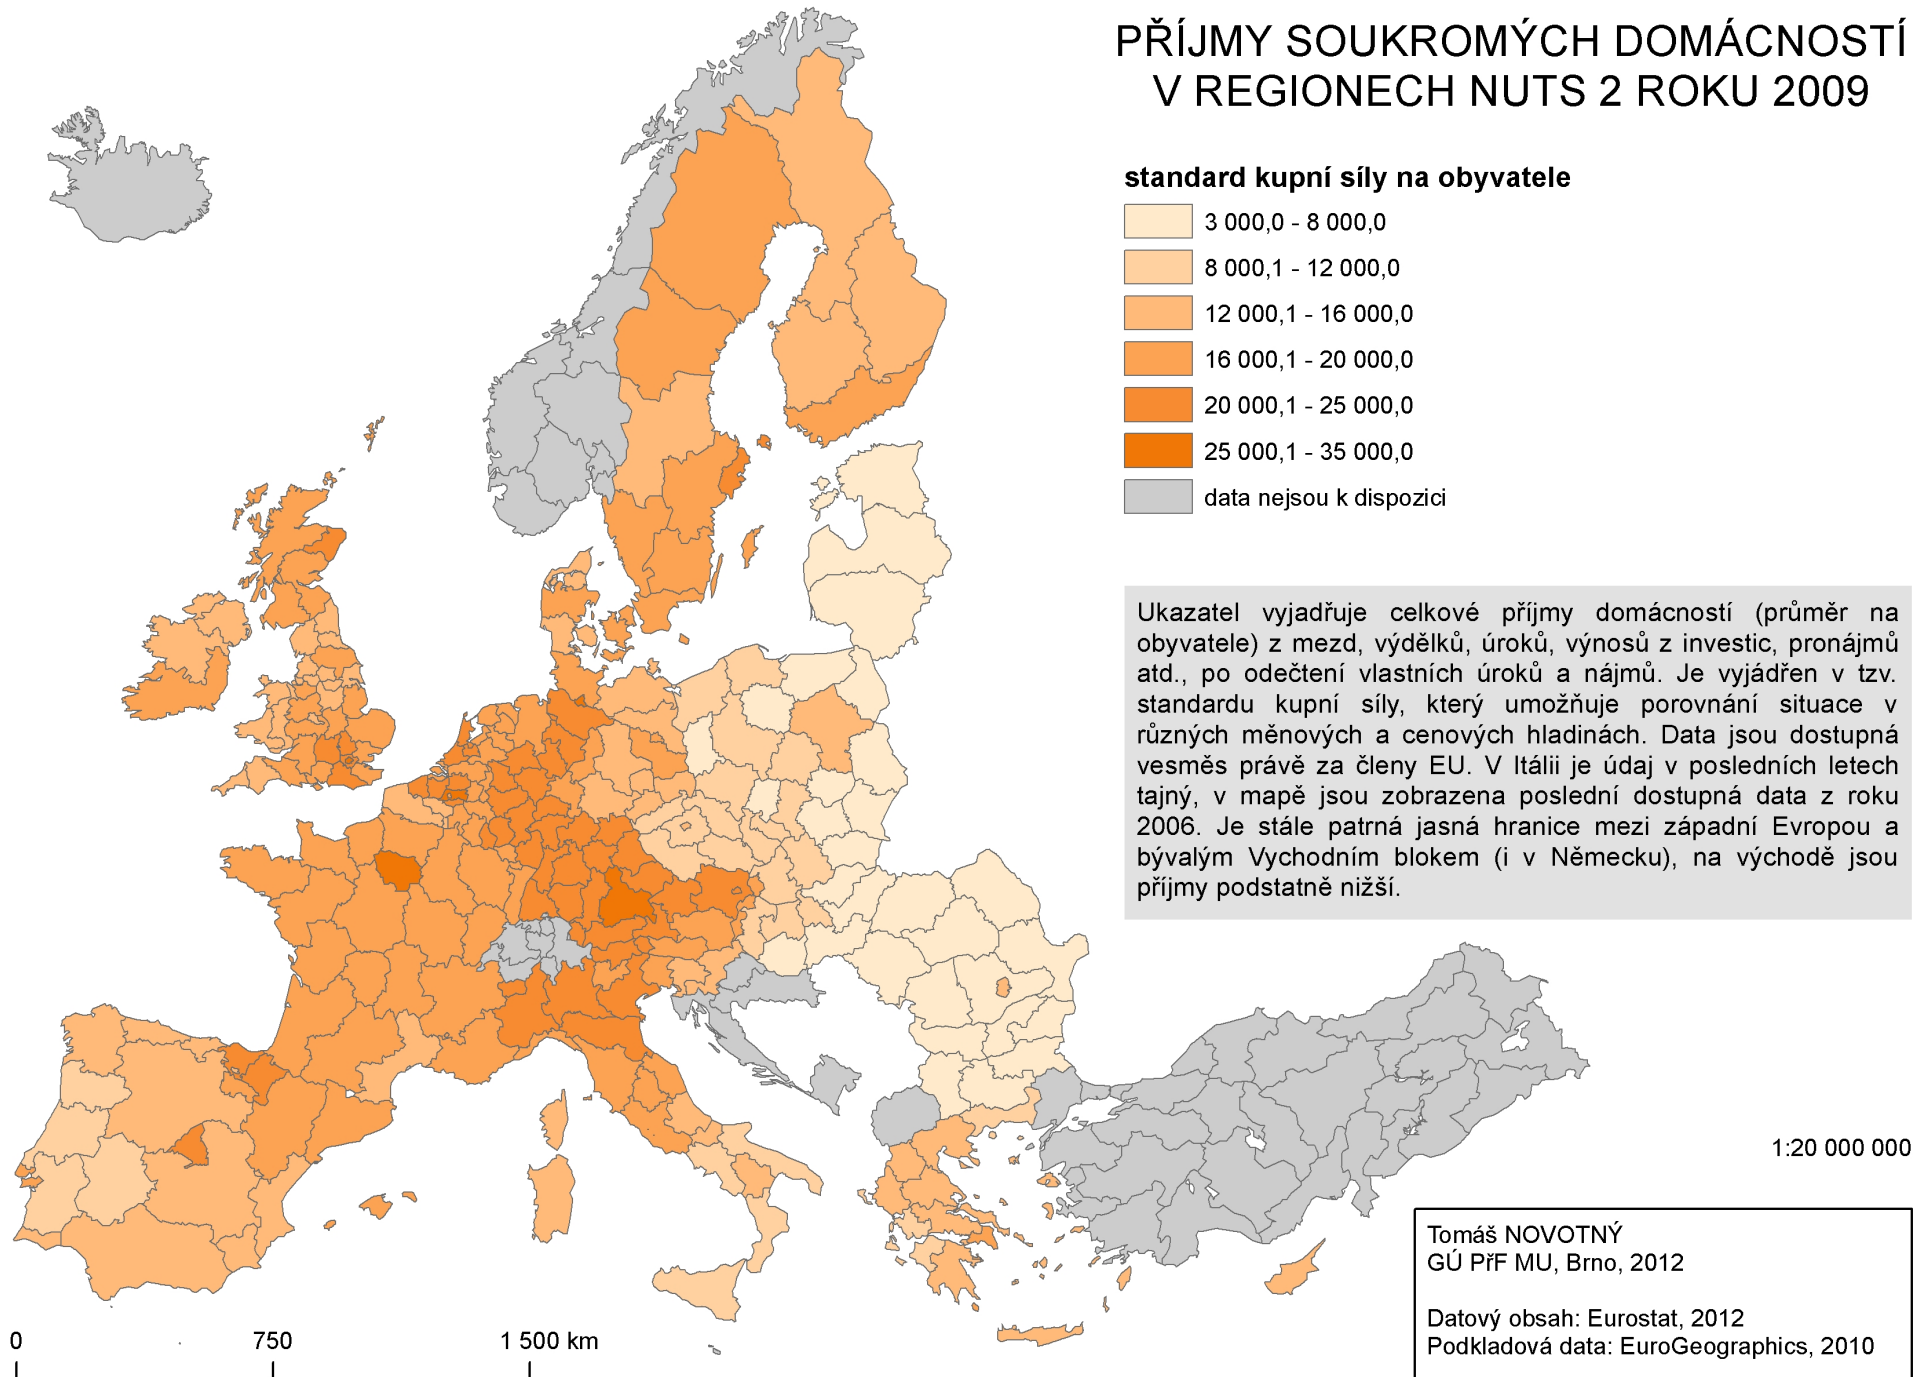 PŘÍJMY SOUKROMÝCH DOMÁCNOSTÍ
V REGIONECH NUTS 2 ROKU 2009
standard kupní síly na obyvatele
3 000,0 - 8 000,0
8 000,1 - 12 000,0
12 000,1 - 16 000,0
16 000,1 - 20 000,0
20 000,1 - 25 000,0
25 000,1 - 35 000,0
data nejsou k dispozici
Ukazatel vyjadřuje celkové příjmy domácností (průměr na
obyvatele) z mezd, výdělků, úroků, výnosů z investic, pronájmů
atd., po odečtení vlastních úroků a nájmů. Je vyjádřen v tzv.
standardu kupní síly, který umožňuje porovnání situace v
různých měnových a cenových hladinách. Data jsou dostupná
vesměs právě za členy EU. V Itálii je údaj v posledních letech
tajný, v mapě jsou zobrazena poslední dostupná data z roku
2006. Je stále patrná jasná hranice mezi západní Evropou a
bývalým Vychodním blokem (i v Německu), na východě jsou
příjmy podstatně nižší.
1:20 000 000
Tomáš NOVOTNÝ
GÚ PřF MU, Brno, 2012
Datový obsah: Eurostat, 2012
Podkladová data: EuroGeographics, 2010
0 750 1 500 km